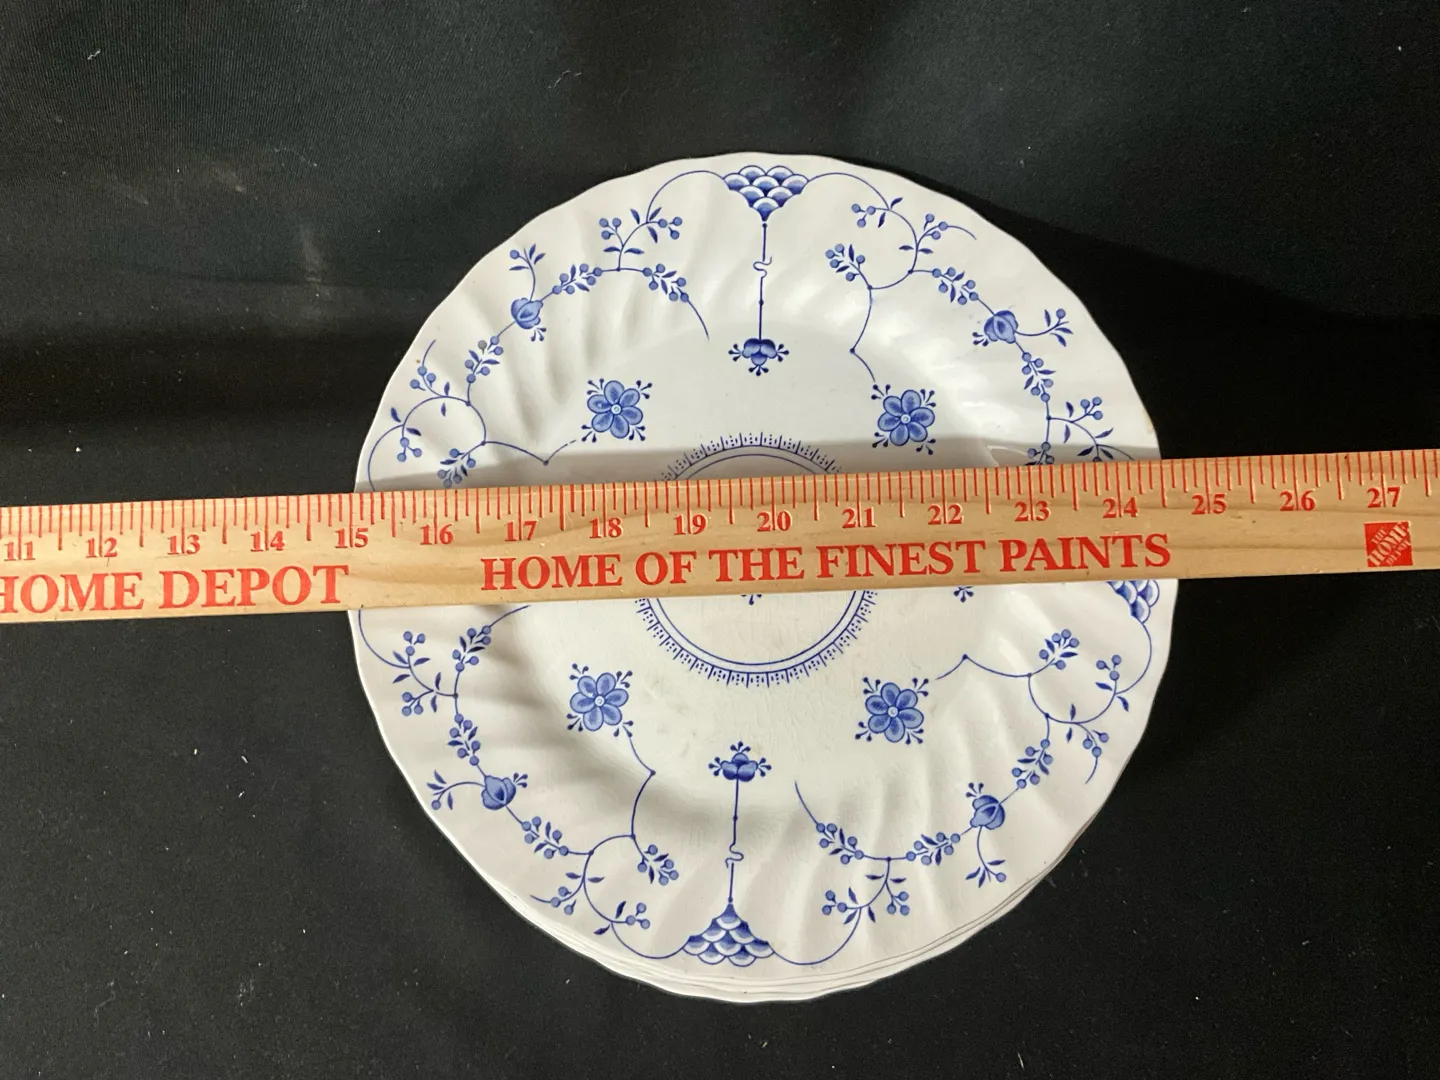 11 12 13 14 15 16 17 18 19 20 21 22 23 24 25 26 27
HOME DEPOT HOME OF THE FINEST PAINTS